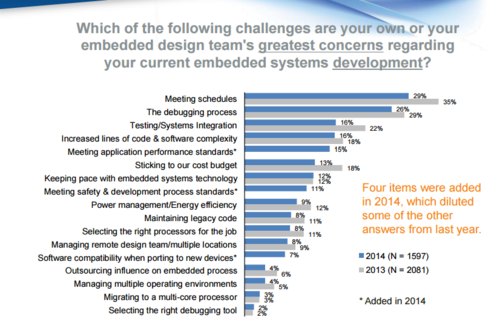 Which of the following challenges are your own or your
embedded design team's greatest concerns regarding
your current embedded systems development?
Meeting schedules 29% 35%
The debugging process 26% 29%
Testing/Systems Integration 16% 22%
Increased lines of code & software complexity 16% 18%
Meeting application performance standards* 15%
Sticking to our cost budget 13% 18%
Keeping pace with embedded systems technology 12% 12%
Meeting safety & development process standards* 11%
Power management/Energy efficiency 9% 12%
Maintaining legacy code 8% 11%
Selecting the right processors for the job 8% 11%
Managing remote design team/multiple locations 8% 9%
Software compatibility when porting to new devices* 7%
Outsourcing influence on embedded process 4% 6%
Managing multiple operating environments 4% 5%
Migrating to a multi-core processor 3% 3%
Selecting the right debugging tool 2% 2%
Four items were added
in 2014, which diluted
some of the other
answers from last year.
2014 (N = 1597)
2013 (N = 2081)
* Added in 2014